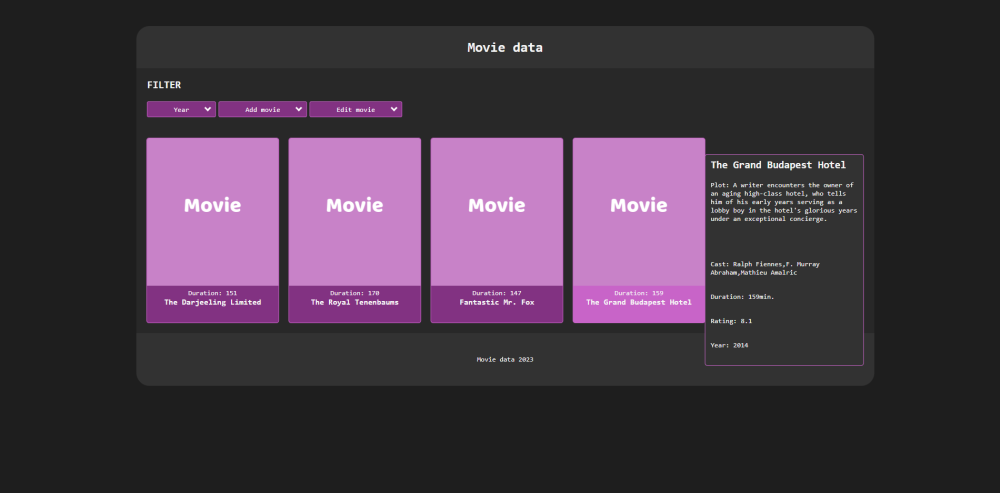 Movie data
FILTER
Year
Add movie
Edit movie
Movie
Duration: 151
The Darjeeling Limited
Movie
Duration: 170
The Royal Tenenbaums
Movie
Duration: 147
Fantastic Mr. Fox
Movie
Duration: 159
The Grand Budapest Hotel
The Grand Budapest Hotel
Plot: A writer encounters the owner of
an aging high-class hotel, who tells
him of his early years serving as a
lobby boy in the hotel's glorious years
under an exceptional concierge.
Cast: Ralph Fiennes,F. Murray
Abraham,Mathieu Amalric
Duration: 159min.
Rating: 8.1
Year: 2014
Movie data 2023